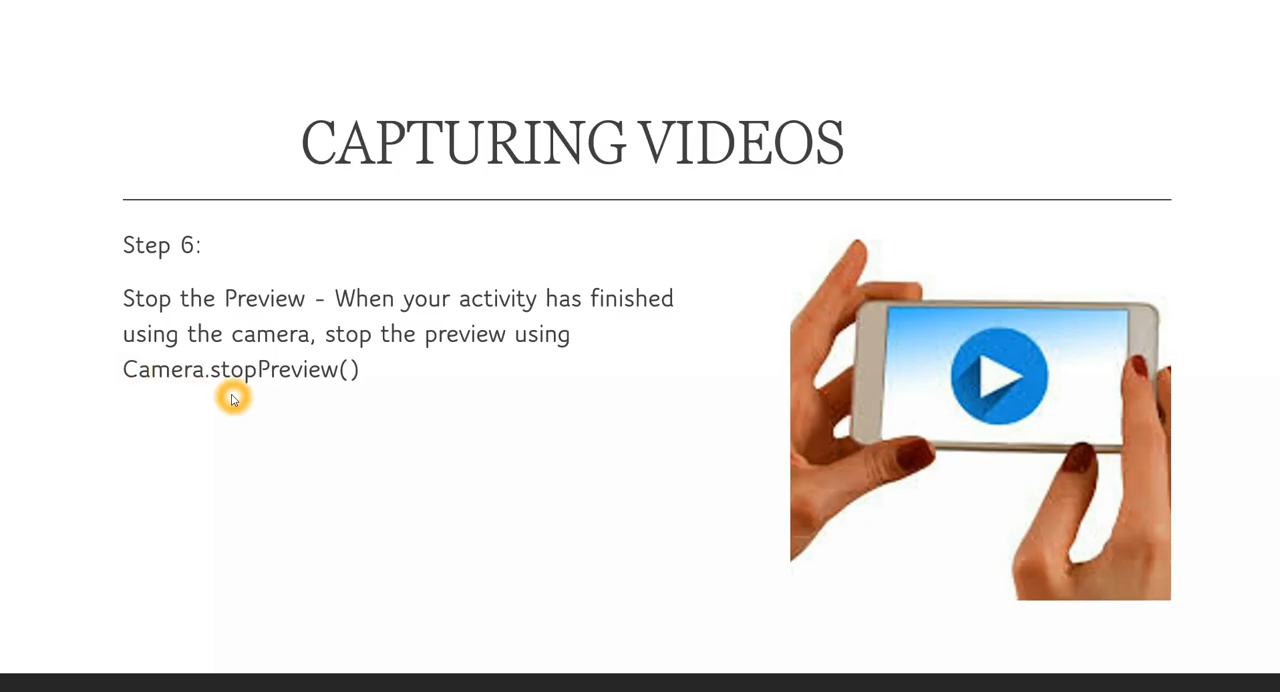 CAPTURING VIDEOS
Step 6:
Stop the Preview - When your activity has finished
using the camera, stop the preview using
Camera.stopPreview()